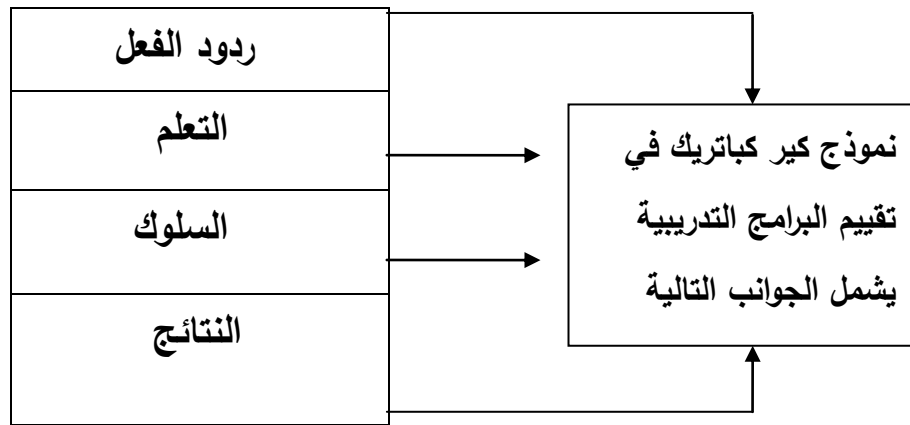 ردود الفعل
التعلم
السلوك
النتائج
نموذج كير كباتريك في
تقييم البرامج التدريبية
يشمل الجوانب التالية